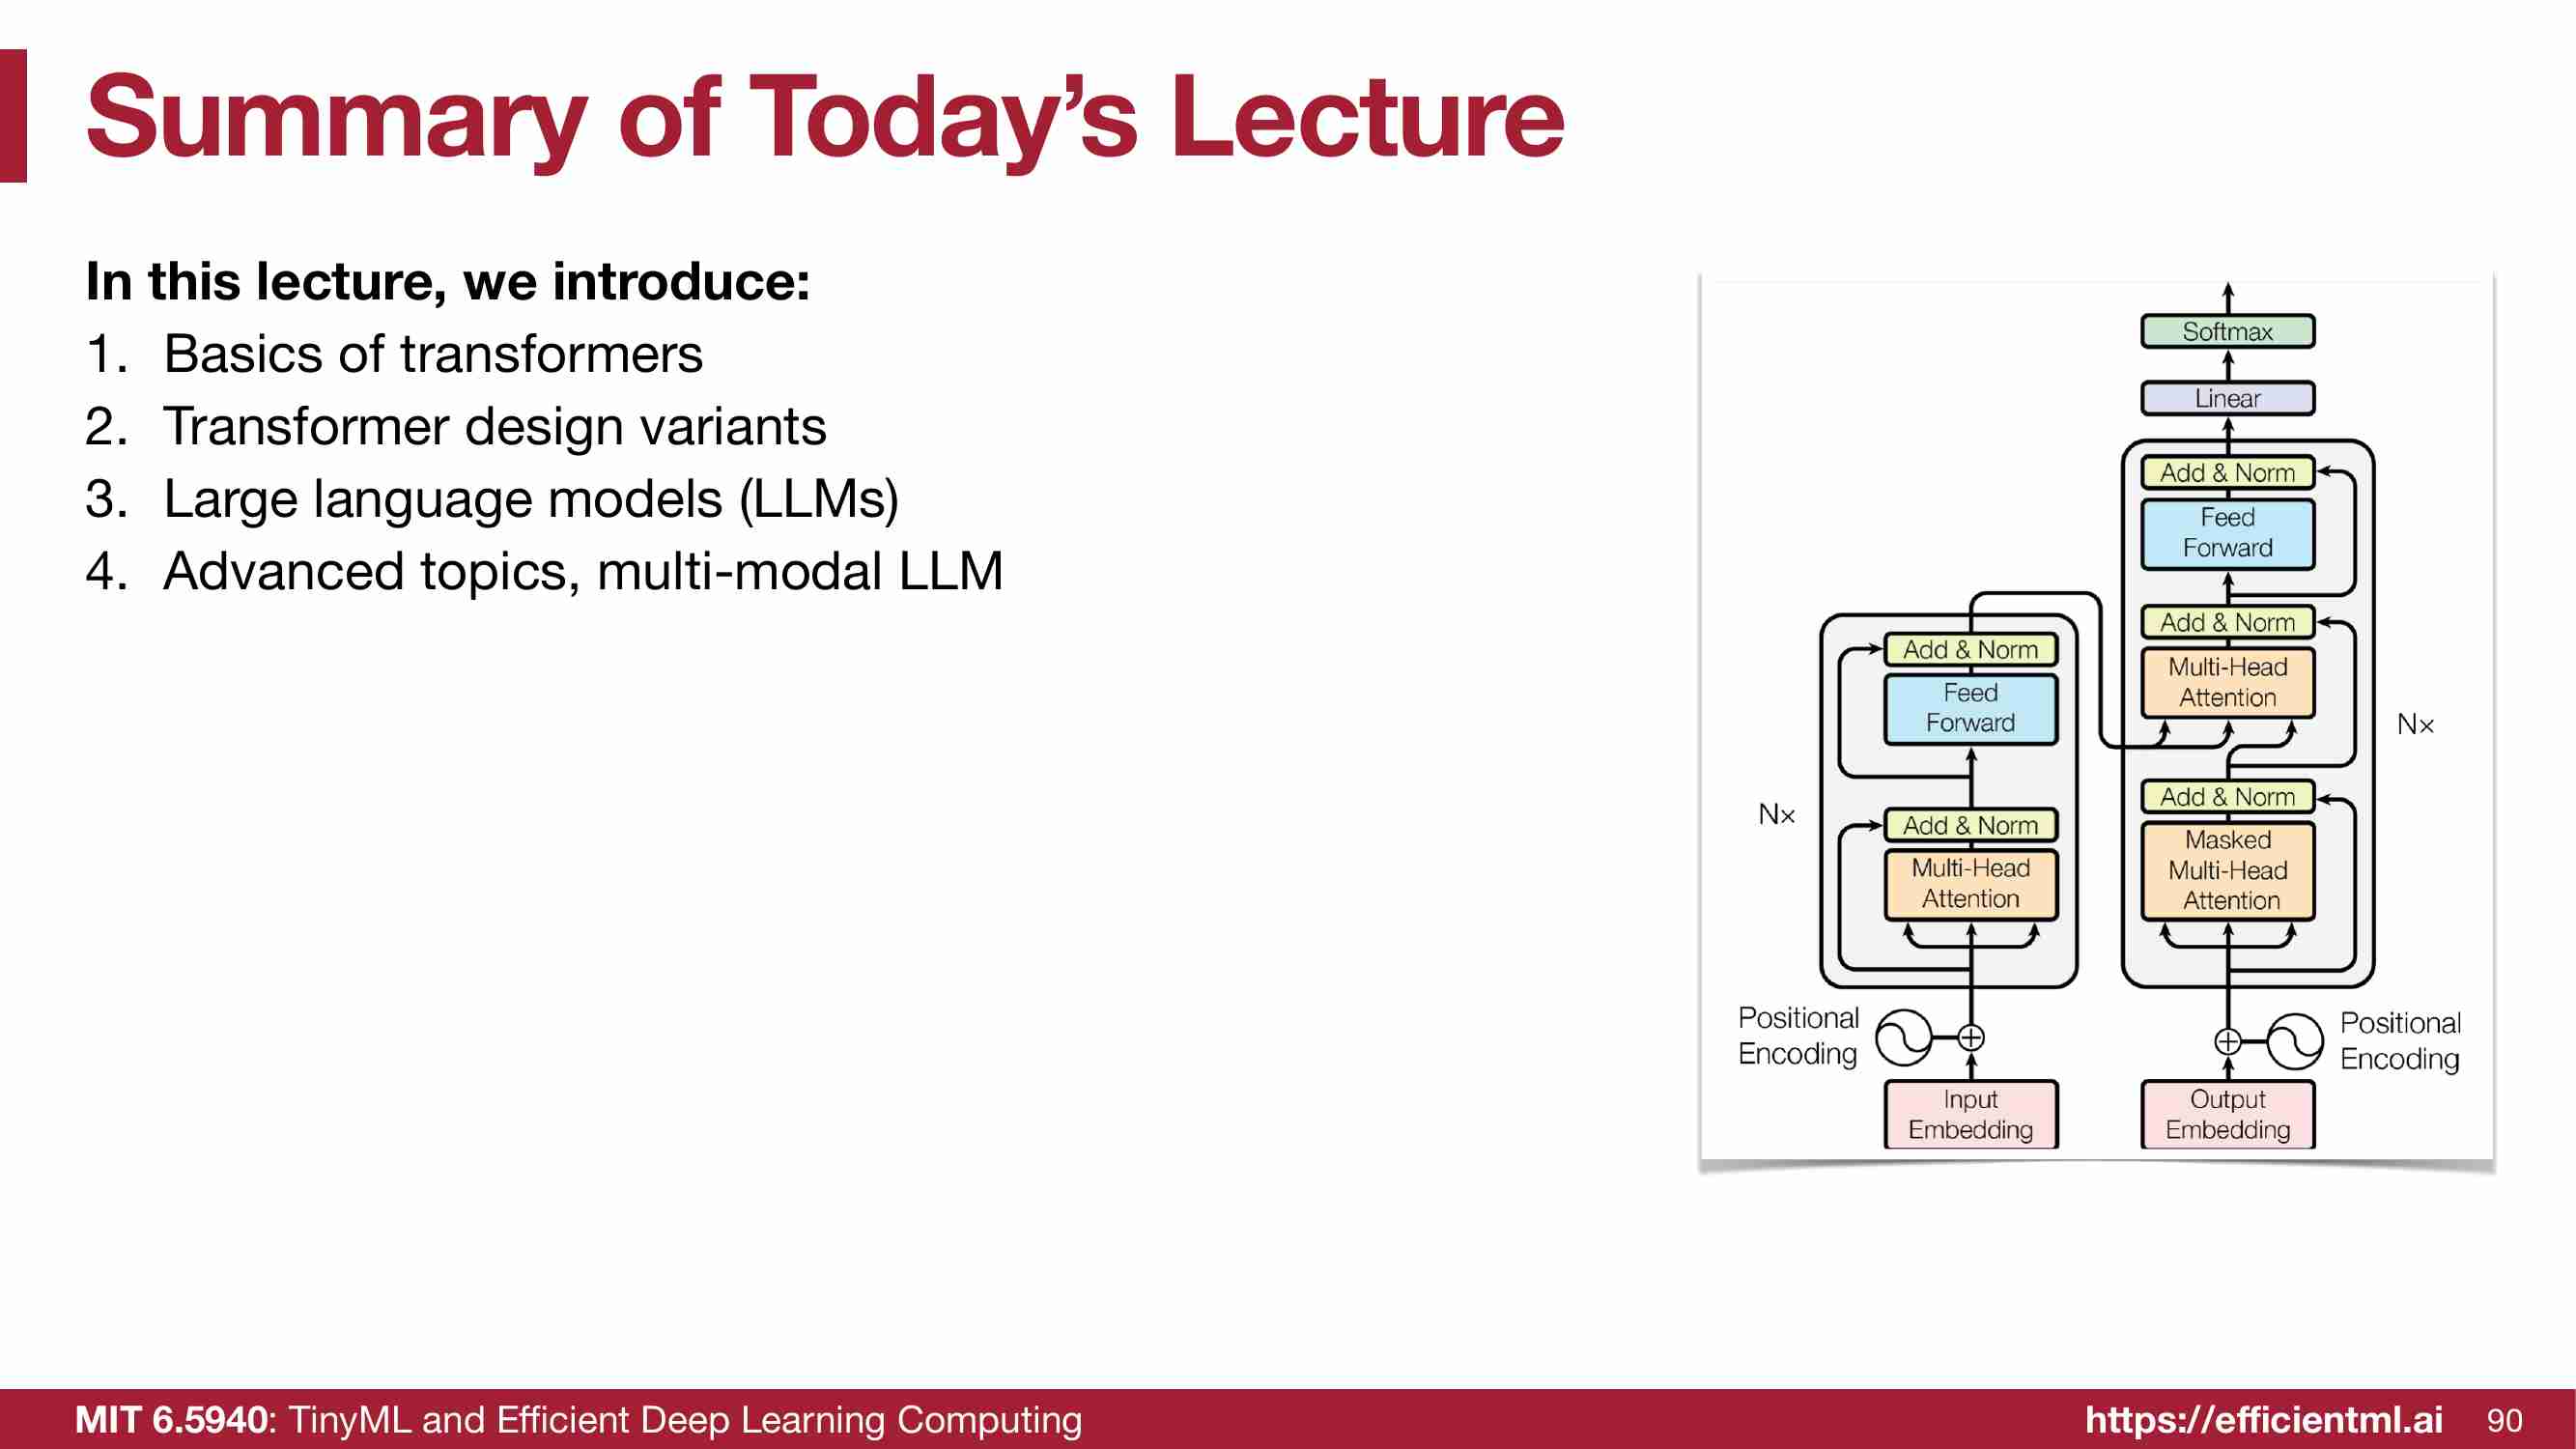 Summary of Today’s Lecture
In this lecture, we introduce:
1. Basics of transformers
2. Transformer design variants
3. Large language models (LLMs)
4. Advanced topics, multi-modal LLM
Softmax
Linear
Add & Norm
Feed
Forward
Add & Norm
Multi-Head
Attention
N×
Add & Norm
Masked
Multi-Head
Attention
Add & Norm
Feed
Forward
N×
Add & Norm
Multi-Head
Attention
Positional
Encoding
Positional
Encoding
Input
Embedding
Output
Embedding
MIT 6.5940: TinyML and Efficient Deep Learning Computing
https://efficientml.ai 90